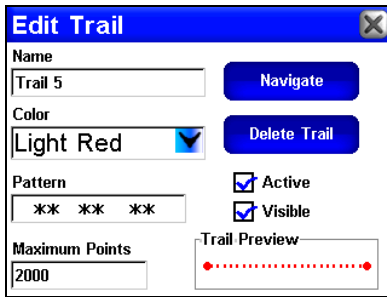 Edit Trail
Name
Trail 5
Navigate
Color
Light Red
Delete Trail
Pattern
** ** **
Active
Visible
Maximum Points
2000
Trail Preview